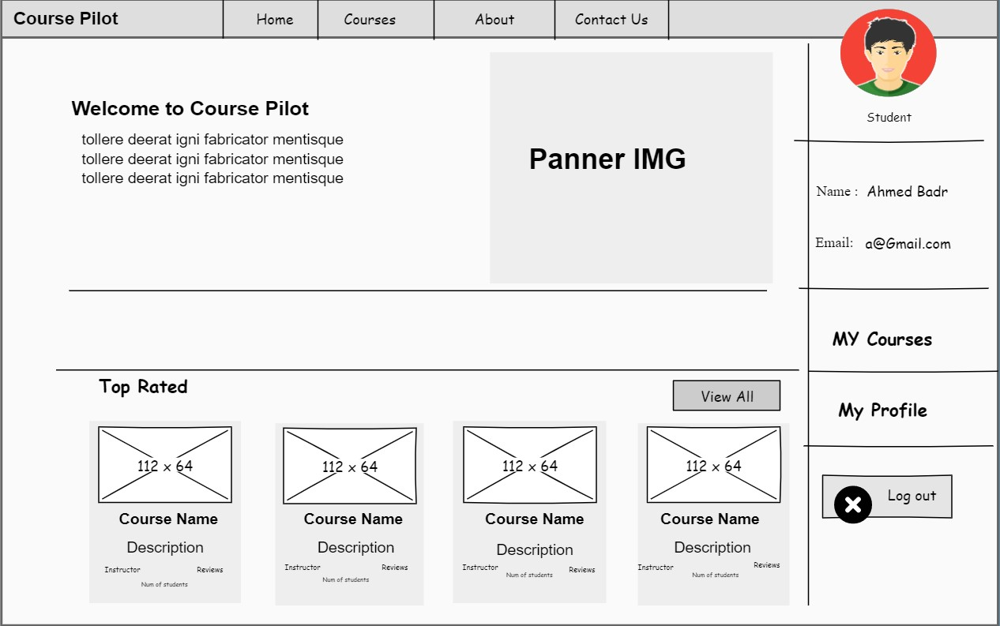 Course Pilot
Home
Courses
About
Contact Us
Welcome to Course Pilot
tollere deerat igni fabricator mentisque
tollere deerat igni fabricator mentisque
tollere deerat igni fabricator mentisque
Panner IMG
Student
Name : Ahmed Badr
Email: a@Gmail.com
MY Courses
My Profile
Log out
Top Rated
View All
112 x 64
Course Name
Description
Instructor Reviews
Num of students
112 x 64
Course Name
Description
Instructor Reviews
Num of students
112 x 64
Course Name
Description
Instructor Reviews
Num of students
112 x 64
Course Name
Description
Instructor Reviews
Num of students